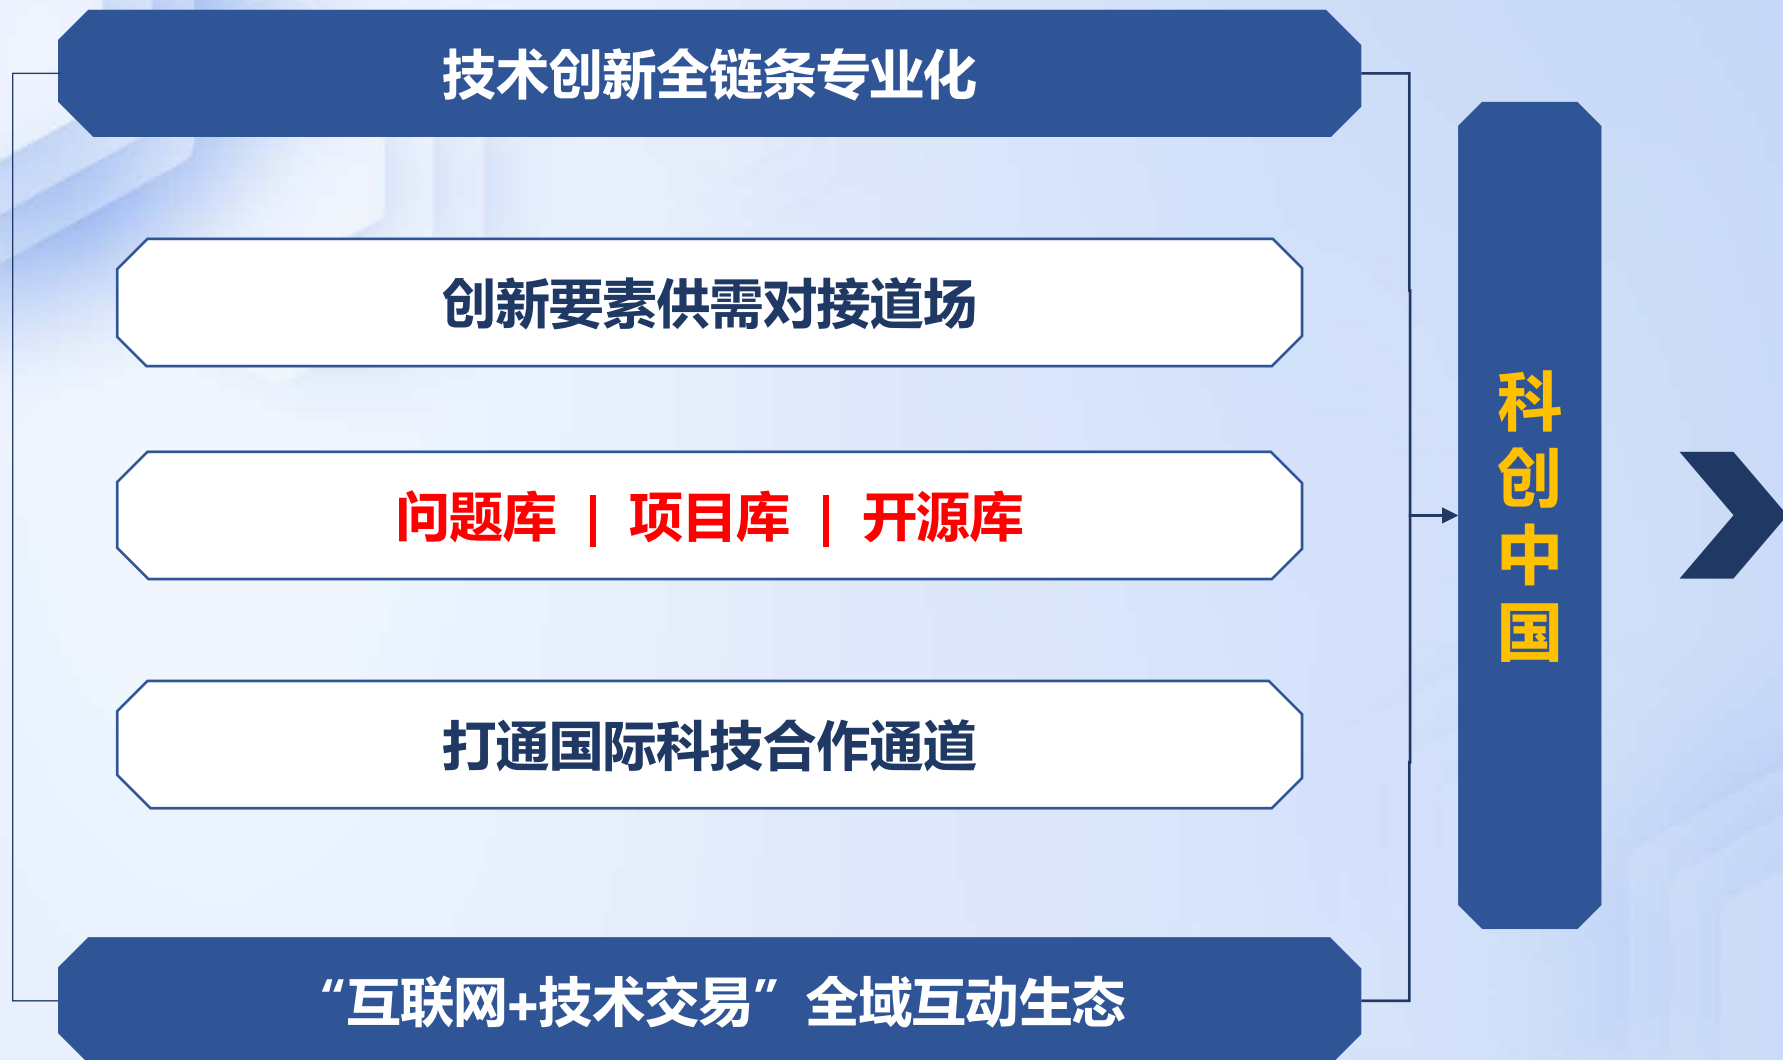 技术创新全链条专业化
创新要素供需对接道场
问题库 | 项目库 | 开源库
打通国际科技合作通道
“互联网+技术交易”全域互动生态
科创中国